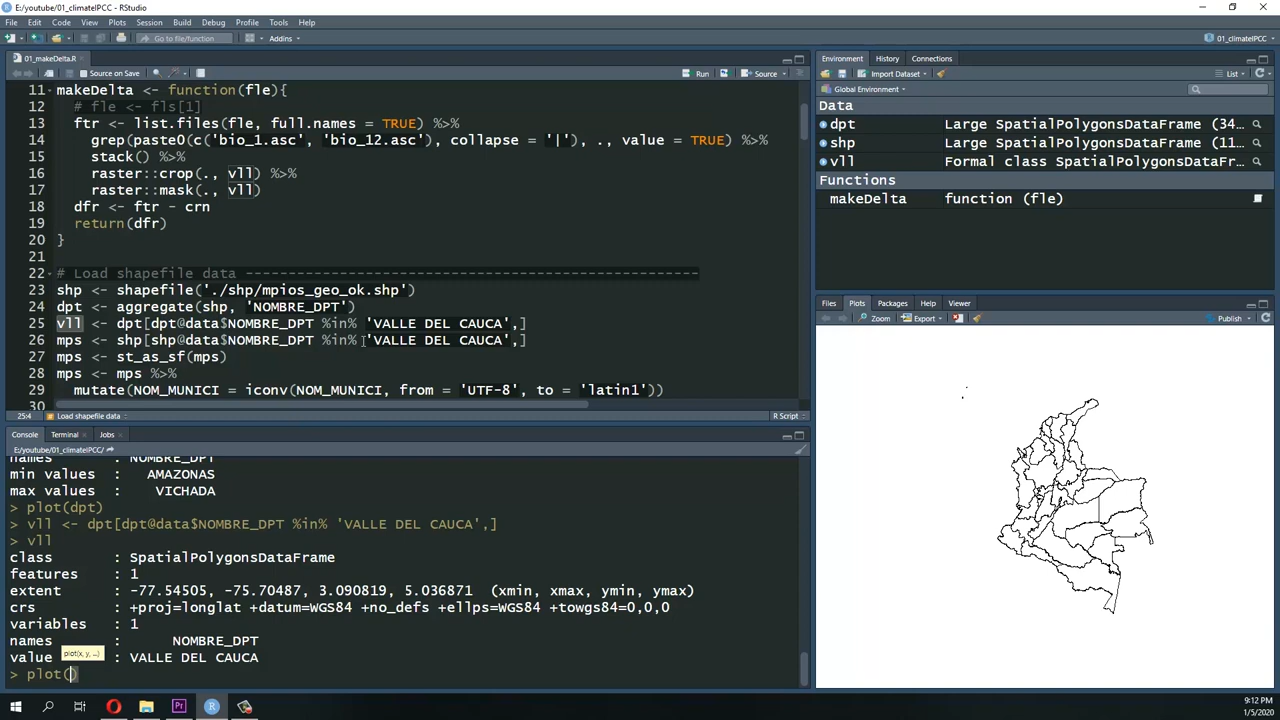 E:/youtube/01_climateIPCC - RStudio
File Edit Code View Plots Session Build Debug Profile Tools Help
Go to file/function Addins 01_climateIPCC
01_makeDelta.R
Source on Save Run Source
11 makeDelta <- function(fle){
12 # fle <- fls[1]
13 ftr <- list.files(fle, full.names = TRUE) %>%
14 grep(paste0(c('bio_1.asc', 'bio_12.asc'), collapse = '|'), ., value = TRUE) %>%
15 stack() %>%
16 raster::crop(., vll) %>%
17 raster::mask(., vll)
18 dfr <- ftr - crn
19 return(dfr)
20 }
21
22 # Load shapefile data ----------------------------------------------------
23 shp <- shapefile('./shp/mpios_geo_ok.shp')
24 dpt <- aggregate(shp, 'NOMBRE_DPT')
25 vll <- dpt[dpt@data$NOMBRE_DPT %in% 'VALLE DEL CAUCA',]
26 mps <- shp[shp@data$NOMBRE_DPT %in% 'VALLE DEL CAUCA',]
27 mps <- st_as_sf(mps)
28 mps <- mps %>%
29 mutate(NOM_MUNICI = iconv(NOM_MUNICI, from = 'UTF-8', to = 'latin1'))
30
25:4 Load shapefile data R Script
Console Terminal Jobs
E:/youtube/01_climateIPCC/
names : NOMBRE_DPT
min values : AMAZONAS
max values : VICHADA
> plot(dpt)
> vll <- dpt[dpt@data$NOMBRE_DPT %in% 'VALLE DEL CAUCA',]
> vll
class : SpatialPolygonsDataFrame
features : 1
extent : -77.54505, -75.70487, 3.090819, 5.036871 (xmin, xmax, ymin, ymax)
crs : +proj=longlat +datum=WGS84 +no_defs +ellps=WGS84 +towgs84=0,0,0
variables : 1
names NOMBRE_DPT
plot(x, y, ...)
value : VALLE DEL CAUCA
> plot()
Environment History Connections
Import Dataset List
Global Environment
Data
dpt Large SpatialPolygonsDataFrame (34…
shp Large SpatialPolygonsDataFrame (11…
vll Formal class SpatialPolygonsDataFr…
Functions
makeDelta function (fle)
Files Plots Packages Help Viewer
Zoom Export Publish
9:12 PM
1/5/2020